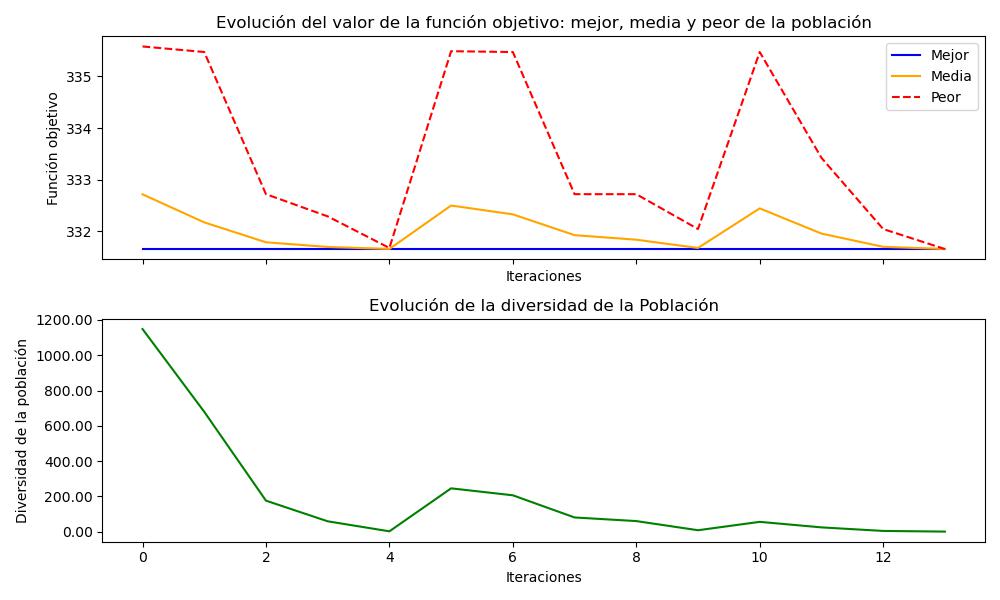 Evolución del valor de la función objetivo: mejor, media y peor de la población
Mejor
Media
Peor
335
334
333
332
Función objetivo
Iteraciones
Evolución de la diversidad de la Población
1200.00
1000.00
800.00
600.00
400.00
200.00
0.00
Diversidad de la población
0 2 4 6 8 10 12
Iteraciones